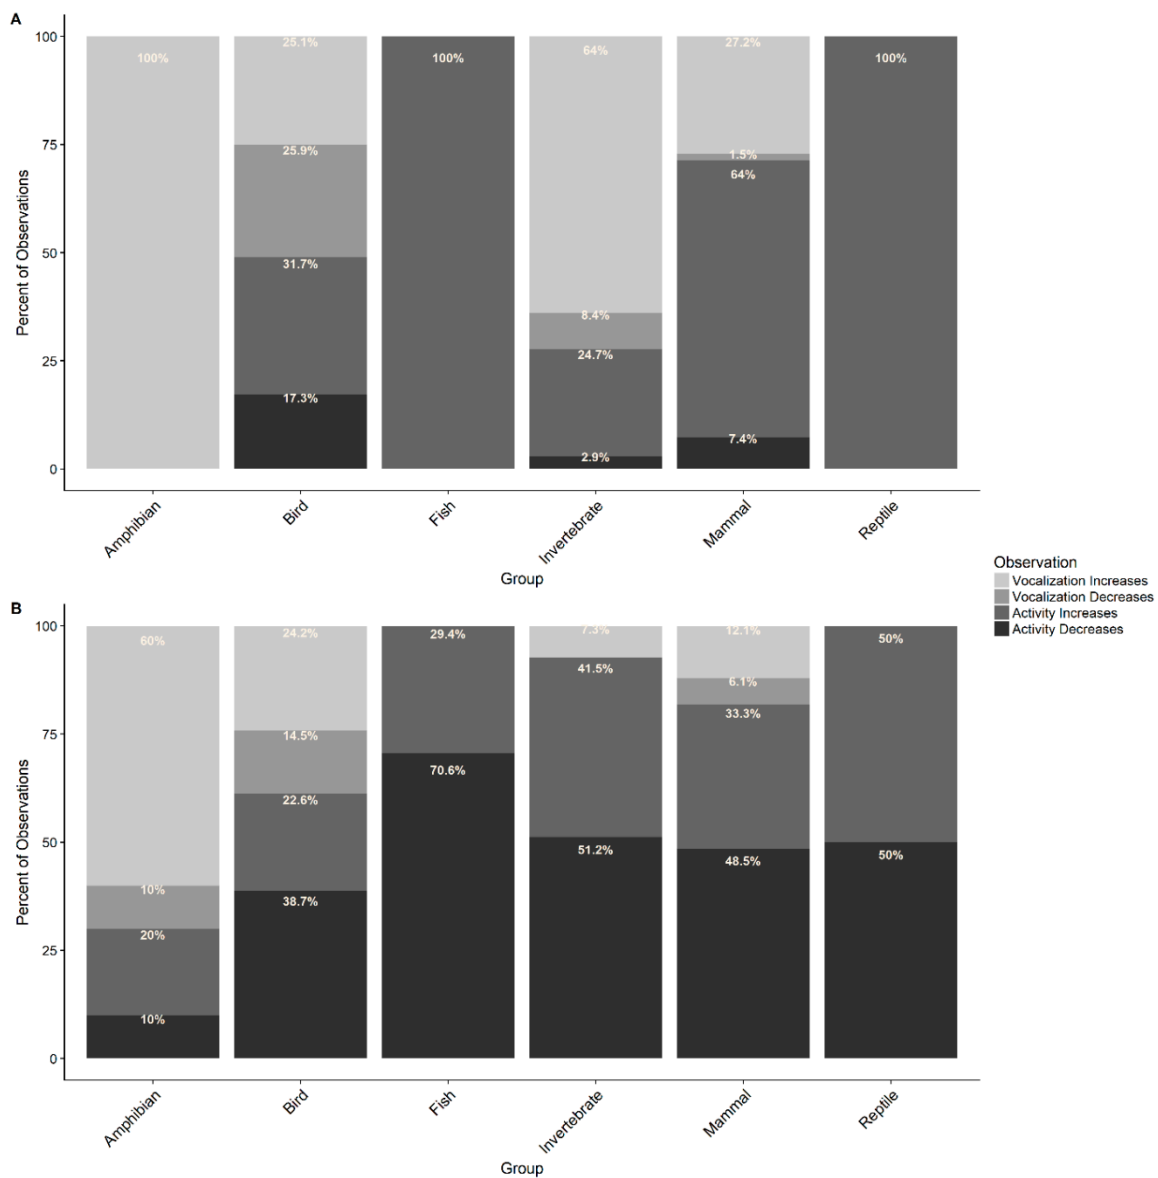 A
100
75
50
25
0
Percent of Observations
100%
25.1%
25.9%
31.7%
17.3%
100%
64%
8.4%
24.7%
2.9%
27.2%
1.5%
64%
7.4%
100%
Amphibian
Bird
Fish
Invertebrate
Mammal
Reptile
Group
Observation
Vocalization Increases
Vocalization Decreases
Activity Increases
Activity Decreases
B
100
75
50
25
0
Percent of Observations
60%
10%
20%
10%
24.2%
14.5%
22.6%
38.7%
29.4%
70.6%
7.3%
41.5%
51.2%
12.1%
6.1%
33.3%
48.5%
50%
50%
Amphibian
Bird
Fish
Invertebrate
Mammal
Reptile
Group